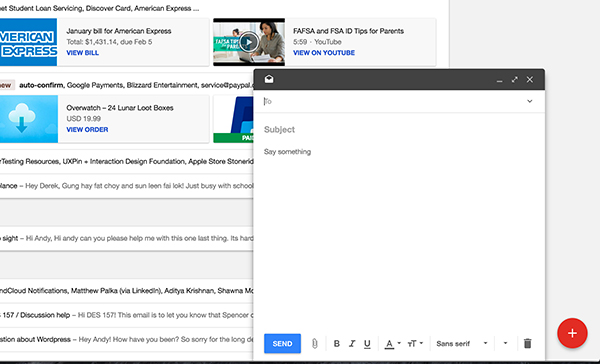 et Student Loan Servicing, Discover Card, American Express ...
MERICAN
EXPRESS
January bill for American Express
Total: $1,431.14, due Feb 5
VIEW BILL
FAFSA TIPS
FAFSA and FSA ID Tips for Parents
5:59 · YouTube
VIEW ON YOUTUBE
new auto-confirm, Google Payments, Blizzard Entertainment, service@paypal.
Overwatch – 24 Lunar Loot Boxes
USD 19.99
VIEW ORDER
PAID
rTesting Resources, UXPin + Interaction Design Foundation, Apple Store Stonerid
lance – Hey Derek, Gung hay fat choy and sun leen fai lok! Just busy with school
o sight – Hi Andy, Hi andy can you please help me with this one last thing. Its hard
ndCloud Notifications, Matthew Palka (via LinkedIn), Aditya Krishnan, Shawna Mo
S 157 / Discussion help – Hi DES 157! This email is to let you know that Spencer c
estion about Wordpress – Hey Andy! How have you been? So sorry for the long de
To
Subject
Say something
SEND
B I U A TT Sans serif